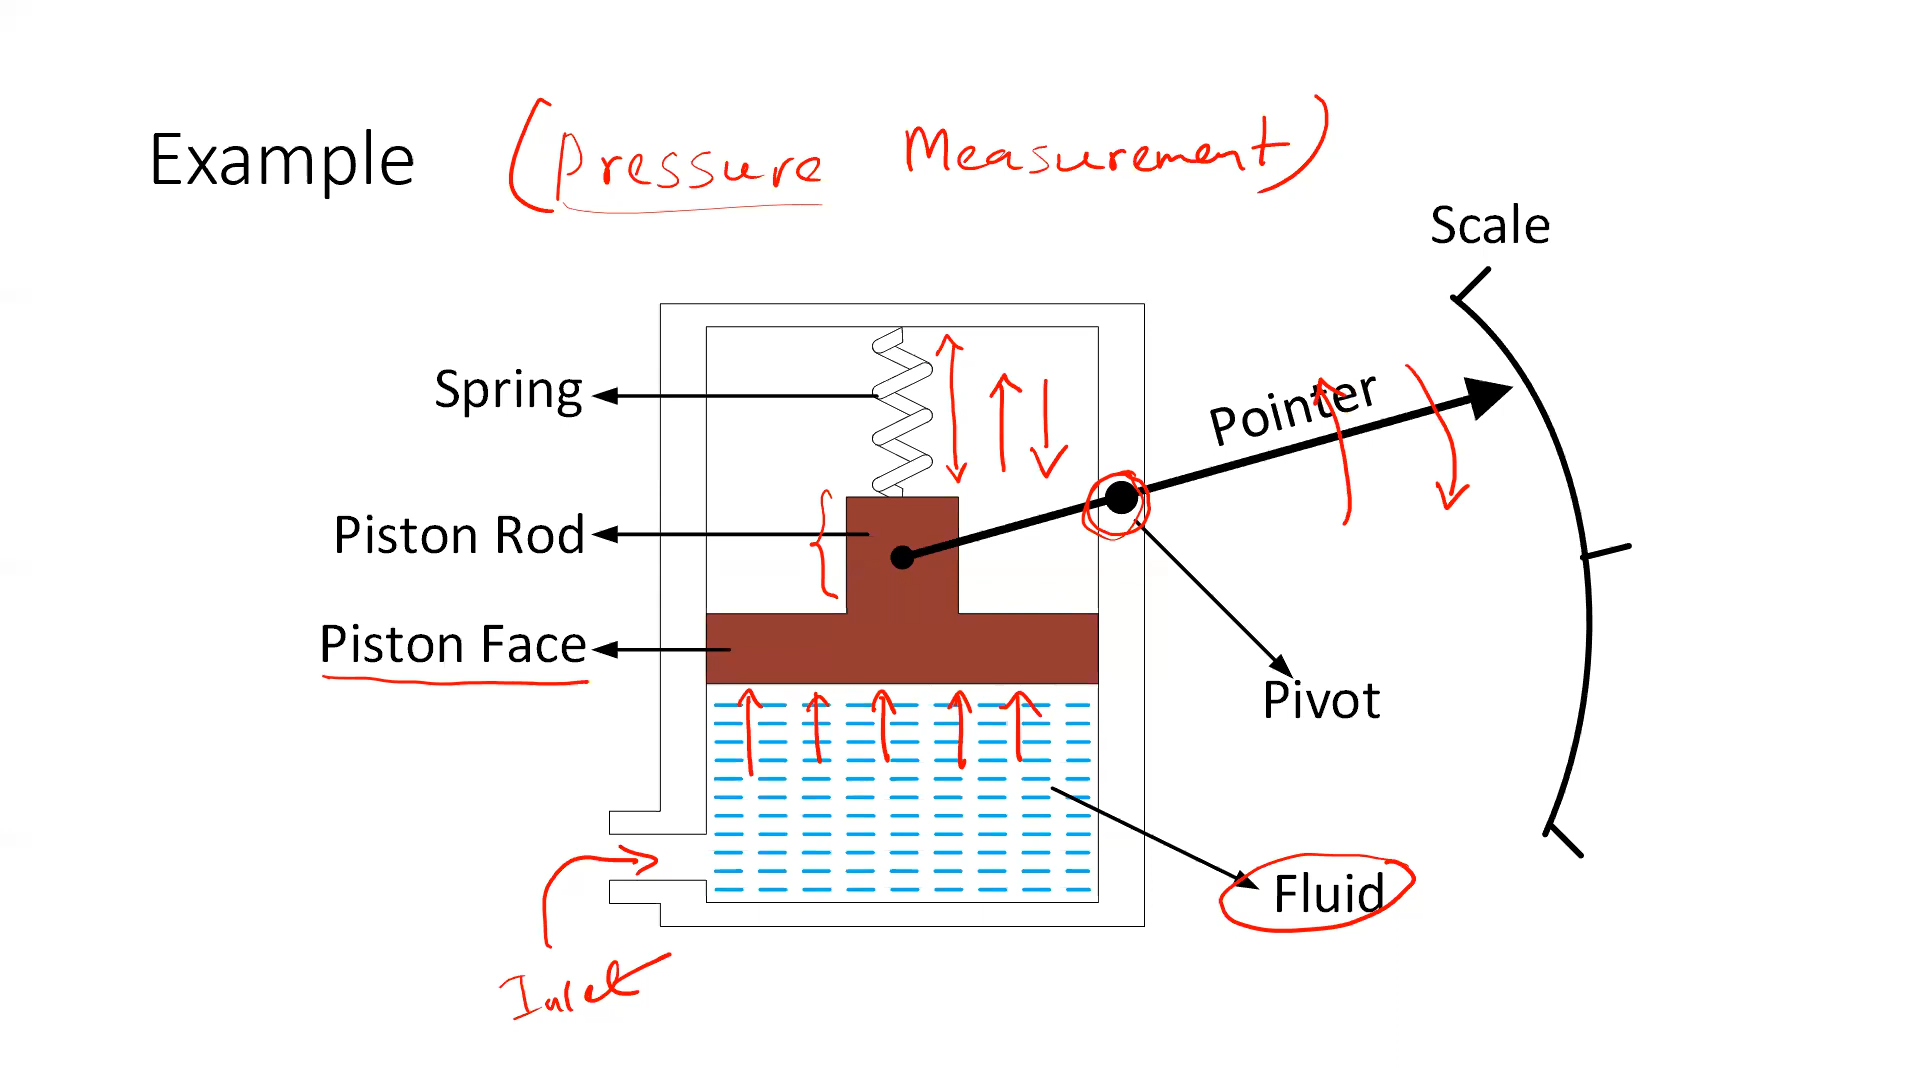 Example (Pressure Measurement)
Scale
Spring
Pointer
Piston Rod
Piston Face
Pivot
Fluid
Inlet